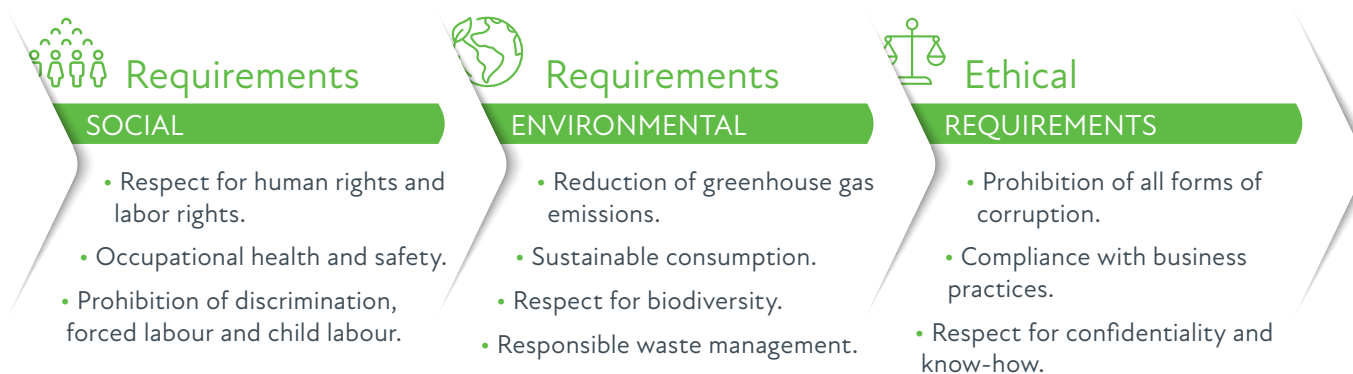 Requirements
SOCIAL
• Respect for human rights and
labor rights.
• Occupational health and safety.
• Prohibition of discrimination,
forced labour and child labour.
Requirements
ENVIRONMENTAL
• Reduction of greenhouse gas
emissions.
• Sustainable consumption.
• Respect for biodiversity.
• Responsible waste management.
Ethical
REQUIREMENTS
• Prohibition of all forms of
corruption.
• Compliance with business
practices.
• Respect for confidentiality and
know-how.